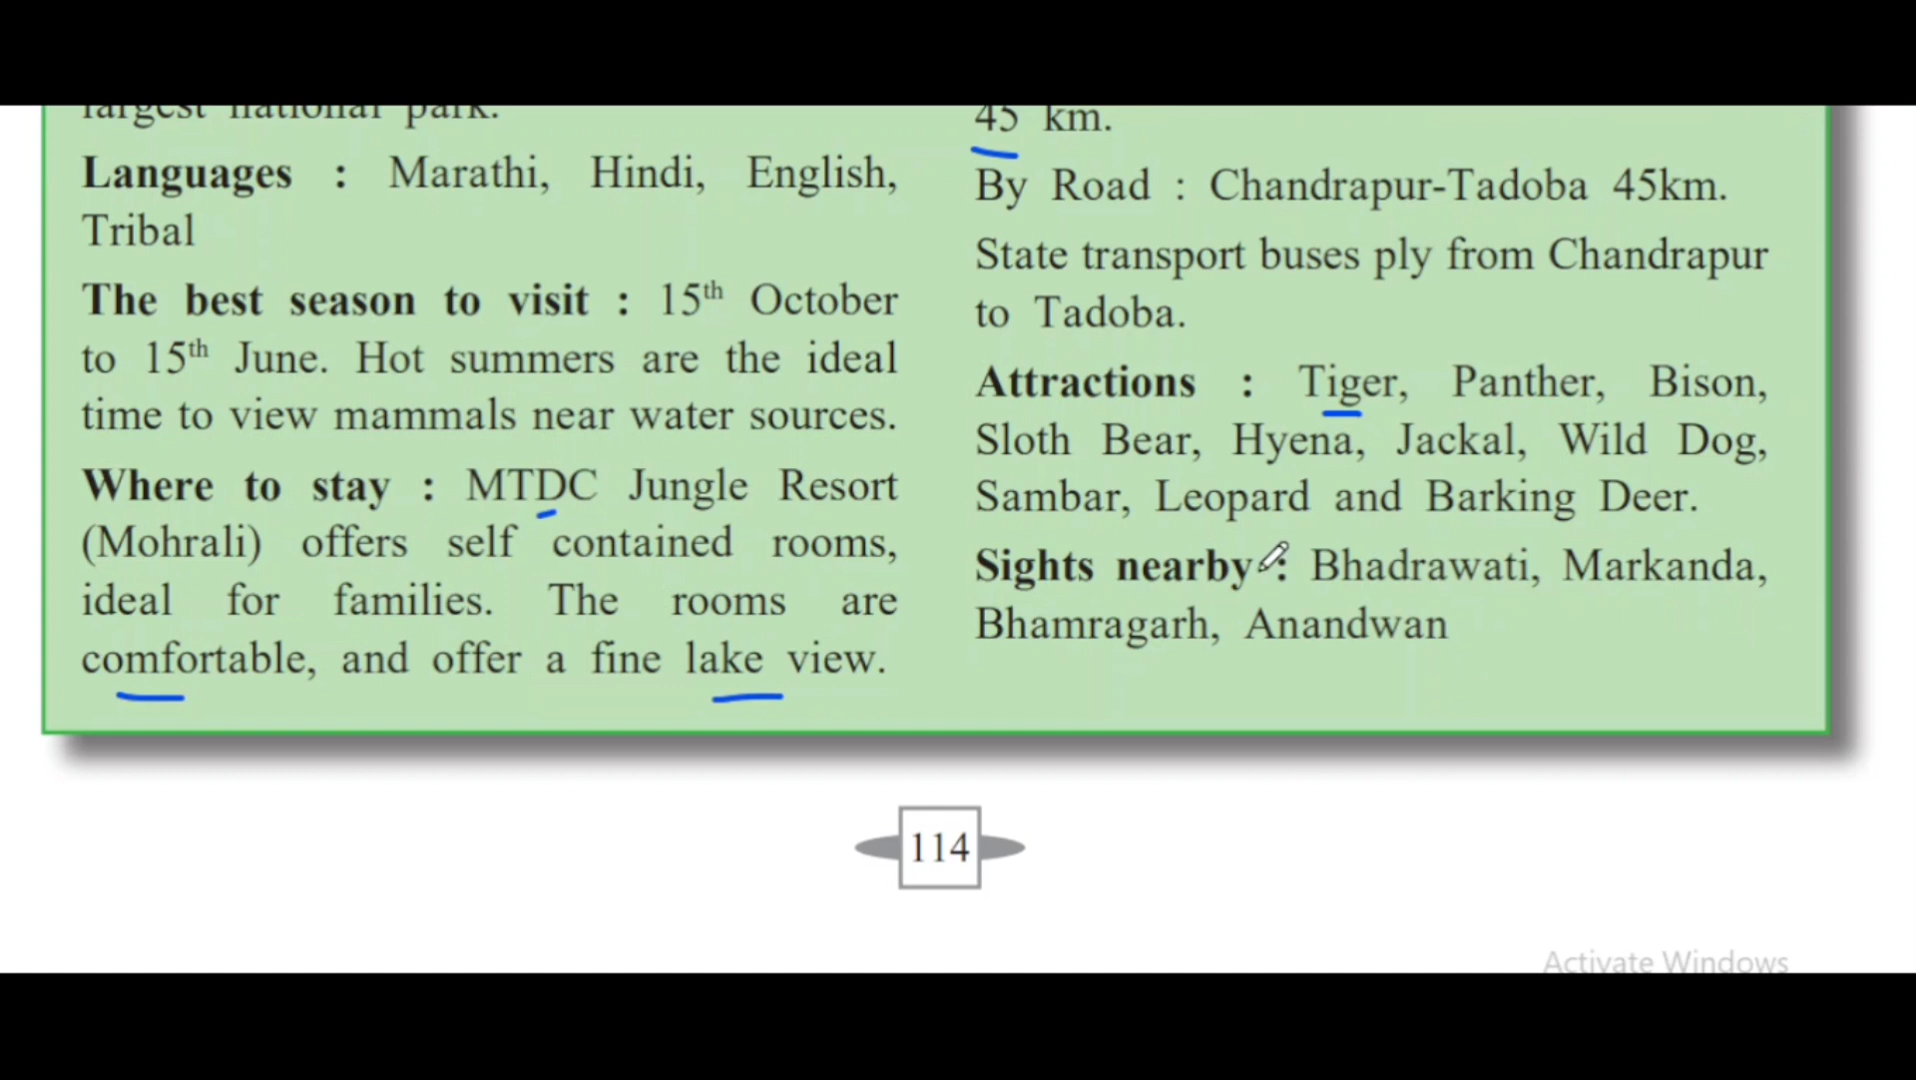 largest national park.
Languages : Marathi, Hindi, English,
Tribal
The best season to visit : 15th October
to 15th June. Hot summers are the ideal
time to view mammals near water sources.
Where to stay : MTDC Jungle Resort
(Mohrali) offers self contained rooms,
ideal for families. The rooms are
comfortable, and offer a fine lake view.
45 km.
By Road : Chandrapur-Tadoba 45km.
State transport buses ply from Chandrapur
to Tadoba.
Attractions : Tiger, Panther, Bison,
Sloth Bear, Hyena, Jackal, Wild Dog,
Sambar, Leopard and Barking Deer.
Sights nearby : Bhadrawati, Markanda,
Bhamragarh, Anandwan
114
Activate Windows